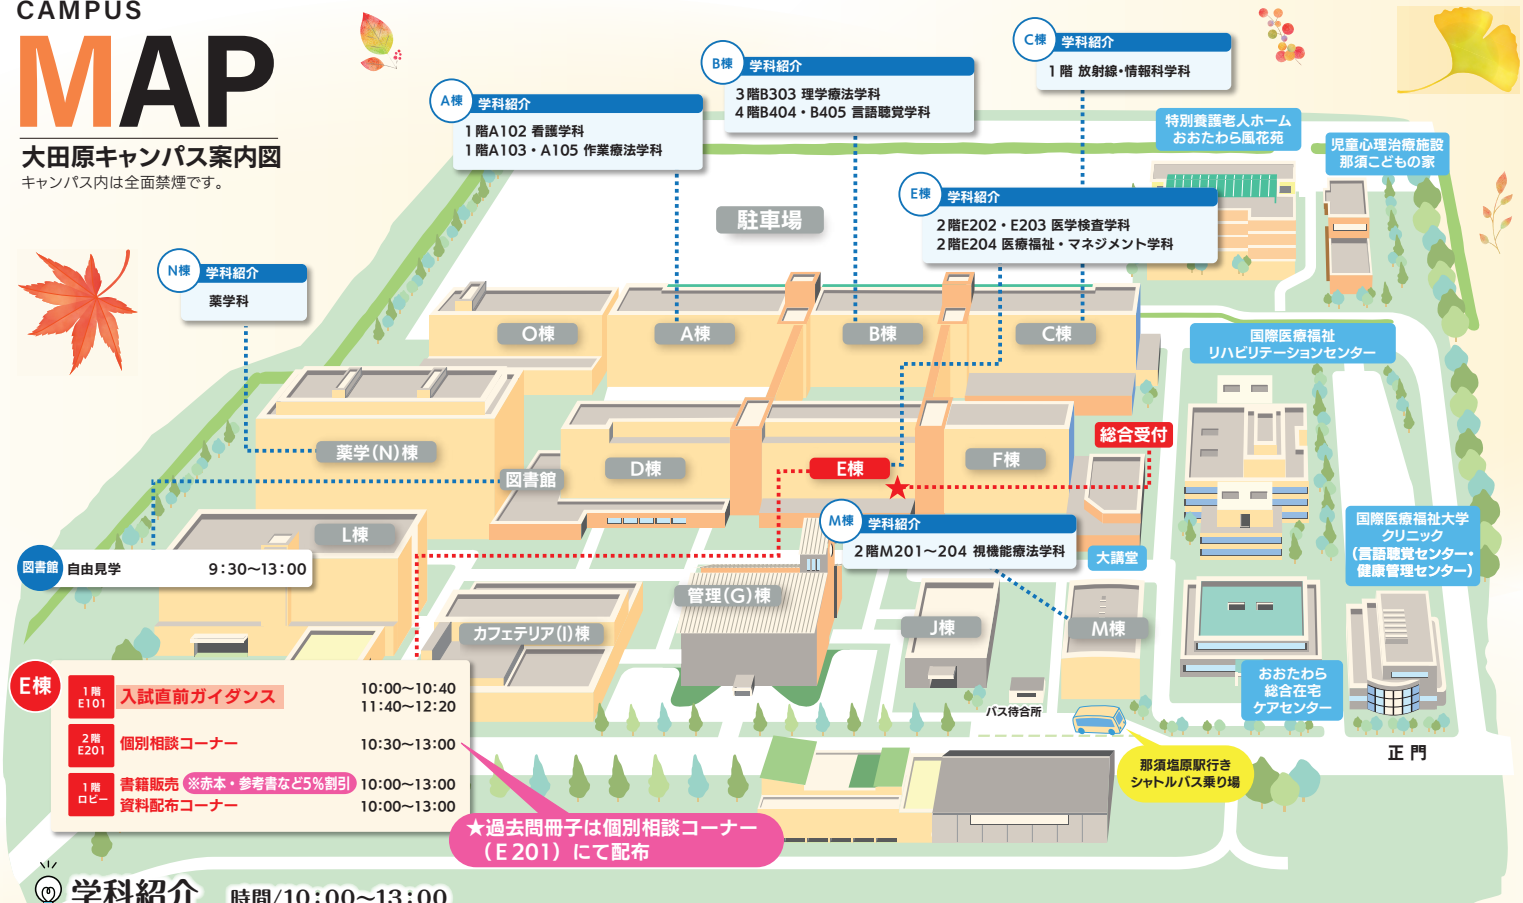 CAMPUS
MAP
大田原キャンパス案内図
キャンパス内は全面禁煙です。
A棟 学科紹介
1階A102 看護学科
1階A103・A105 作業療法学科
B棟 学科紹介
3階B303 理学療法学科
4階B404・B405 言語聴覚学科
C棟 学科紹介
1階 放射線・情報科学科
E棟 学科紹介
2階E202・E203 医学検査学科
2階E204 医療福祉・マネジメント学科
N棟 学科紹介
薬学科
特別養護老人ホーム
おおたわら風花苑
児童心理治療施設
那須こどもの家
駐車場
O棟
A棟
B棟
C棟
国際医療福祉
リハビリテーションセンター
薬学(N)棟
図書館
D棟
E棟
F棟
総合受付
L棟
M棟 学科紹介
2階M201〜204 視機能療法学科
大講堂
国際医療福祉大学
クリニック
(言語聴覚センター・
健康管理センター)
図書館 自由見学 9:30〜13:00
管理(G)棟
カフェテリア(I)棟
J棟
M棟
バス待合所
おおたわら
総合在宅
ケアセンター
正門
那須塩原駅行き
シャトルバス乗り場
E棟
1階
E101
入試直前ガイダンス
10:00〜10:40
11:40〜12:20
2階
E201
個別相談コーナー 10:30〜13:00
1階
ロビー
書籍販売 ※赤本・参考書など5%割引 10:00〜13:00
資料配布コーナー 10:00〜13:00
★過去問冊子は個別相談コーナー
(E201)にて配布
学科紹介 時間/10:00〜13:00